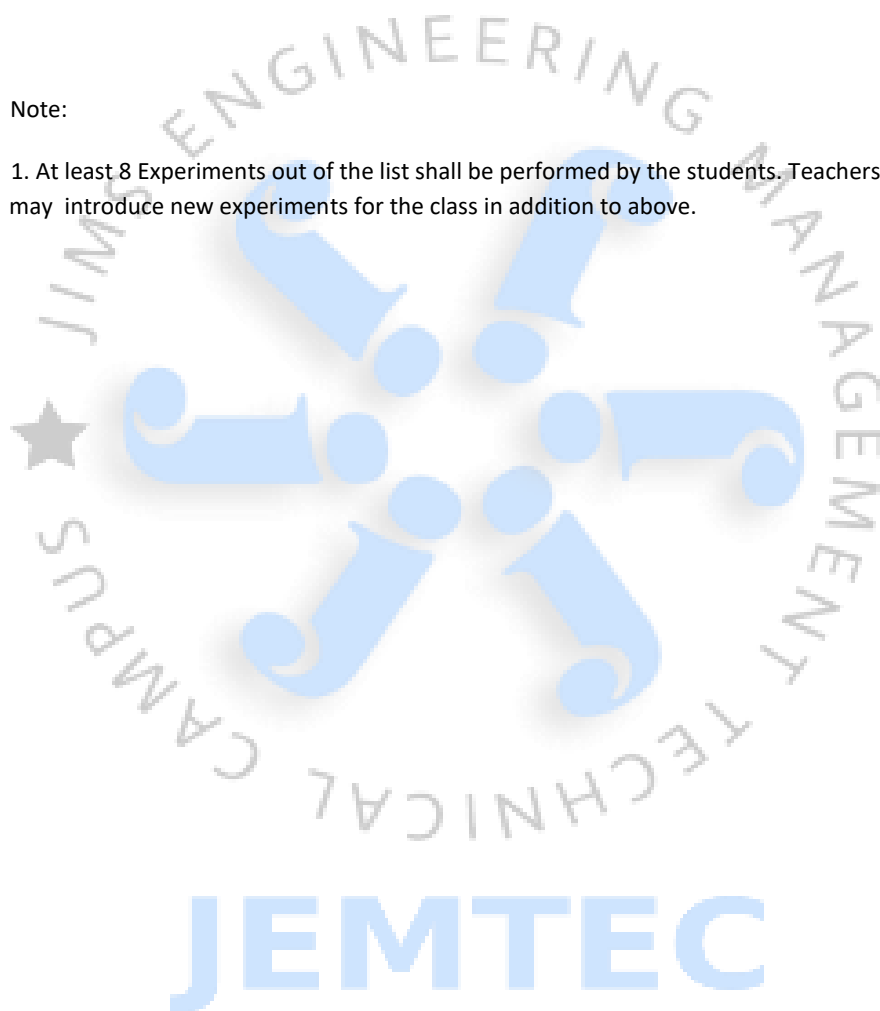 Note:
1. At least 8 Experiments out of the list shall be performed by the students. Teachers
may introduce new experiments for the class in addition to above.
JIMS ENGINEERING MANAGEMENT TECHNICAL CAMPUS
JEMTEC